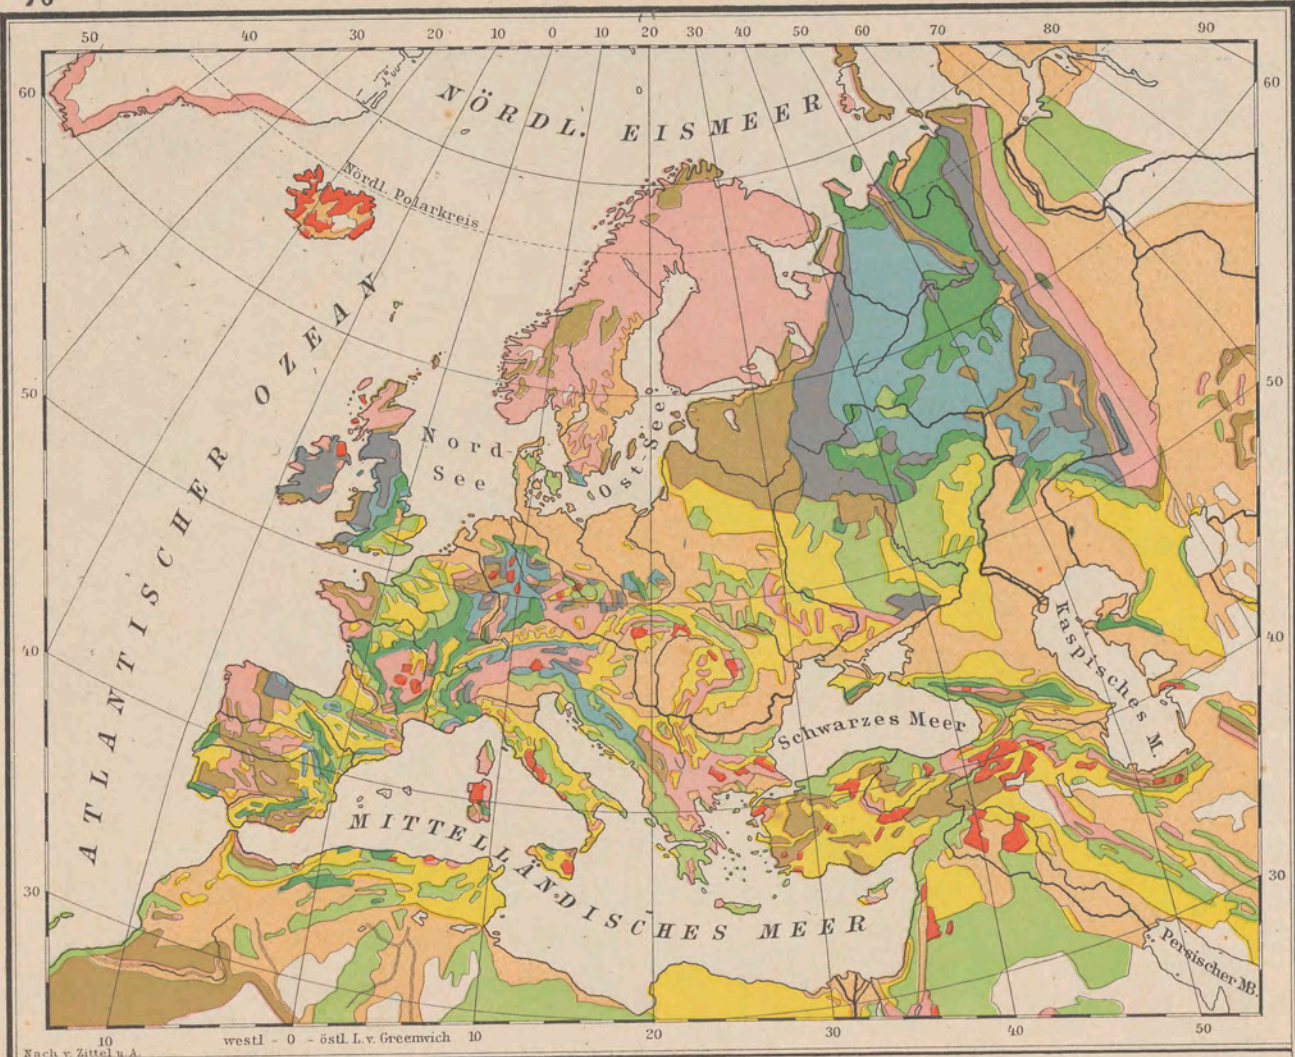 50 40 30 20 10 0 10 20 30 40 50 60 70 80 90
60 60
NÖRDL. EISMEER
Nördl. Polarkreis
ATLANTISCHER OZEAN
50 50
Nord-
See
Ost See
40 40
Kaspisches M.
Schwarzes Meer
MITTELLÄNDISCHES MEER
30 30
Persischer MB.
10 westl - 0 - östl. L.v. Greenwich 10 20 30 40 50
Nach v. Zittel u. A.